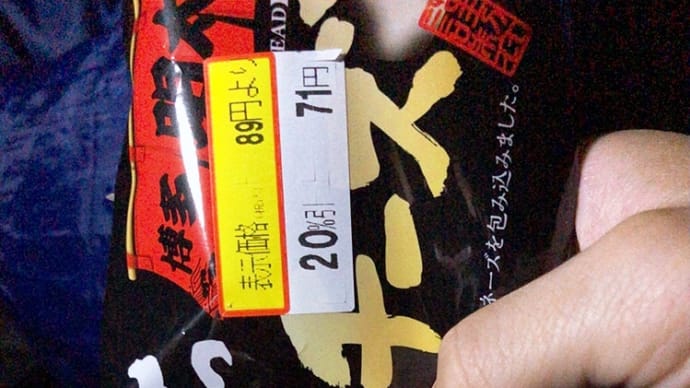 博多
明太
表示価格 89円より
20%引 71円
チーズ
ネーズを包み込みました。